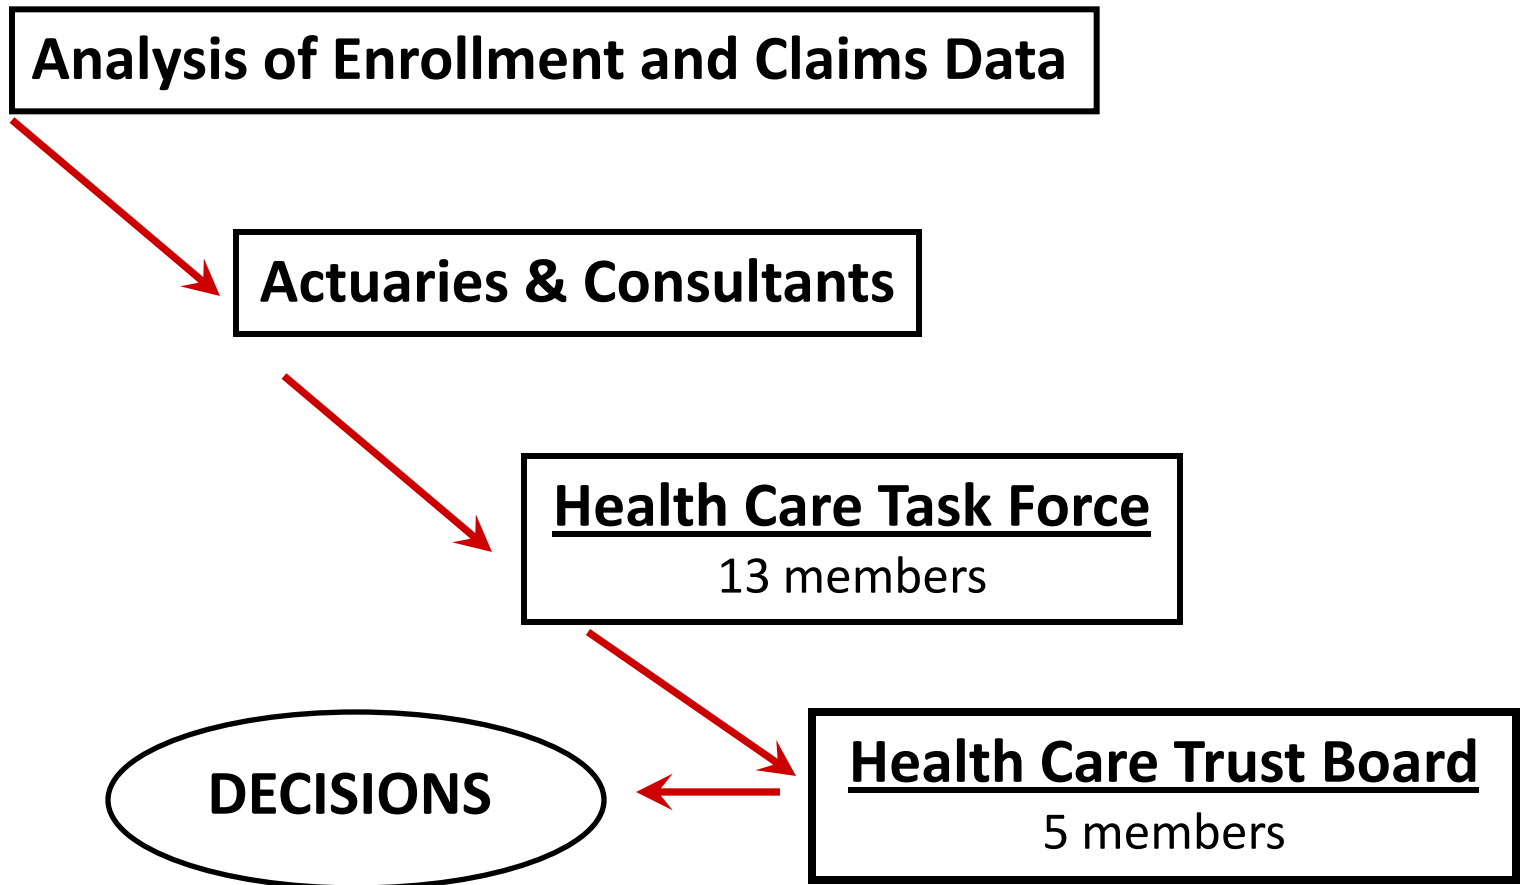 Analysis of Enrollment and Claims Data
Actuaries & Consultants
Health Care Task Force
13 members
Health Care Trust Board
5 members
DECISIONS